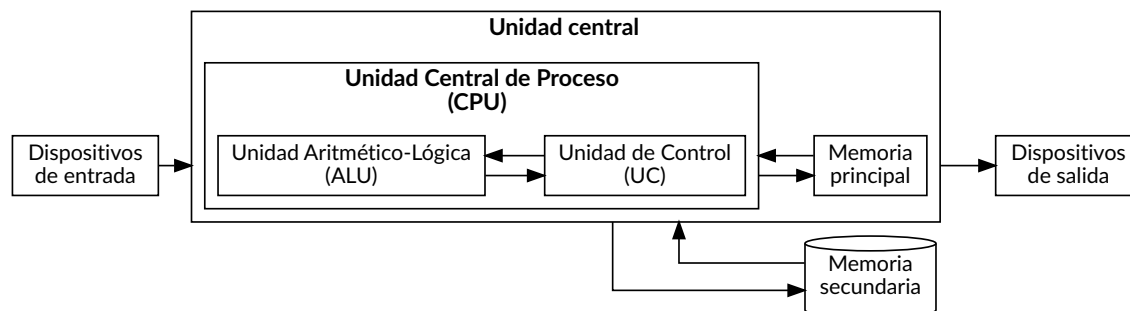 Unidad central
Unidad Central de Proceso
(CPU)
Dispositivos
de entrada
Unidad Aritmético-Lógica
(ALU)
Unidad de Control
(UC)
Memoria
principal
Dispositivos
de salida
Memoria
secundaria